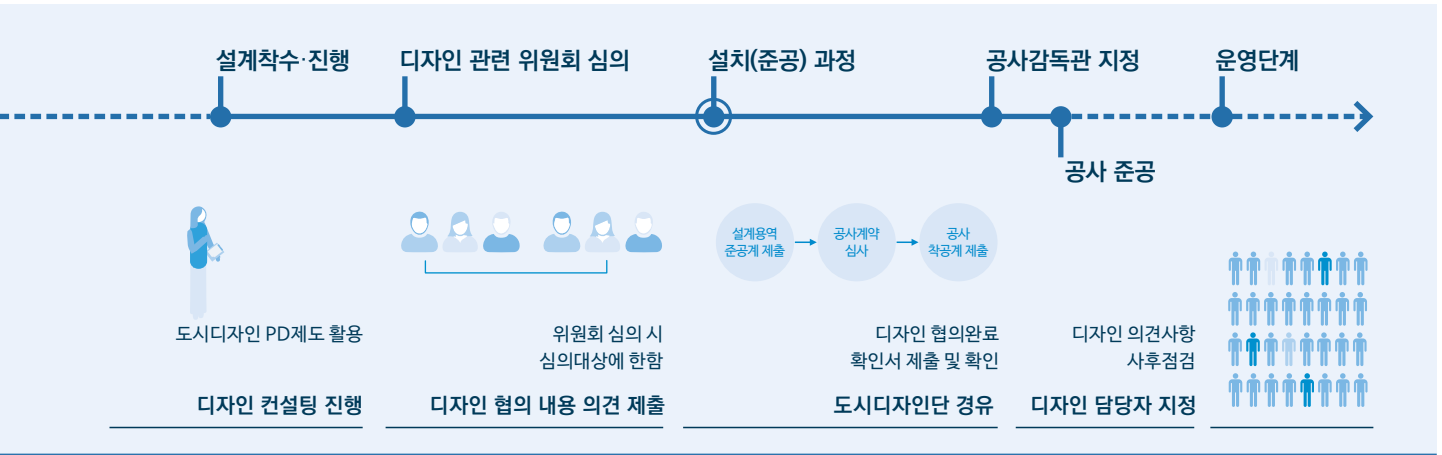 설계착수·진행
디자인 관련 위원회 심의
설치(준공) 과정
공사감독관 지정
운영단계
공사 준공
설계용역
준공계 제출
공사계약
심사
공사
착공계 제출
도시디자인 PD제도 활용
위원회 심의 시
심의대상에 한함
디자인 협의완료
확인서 제출 및 확인
디자인 의견사항
사후점검
디자인 컨설팅 진행
디자인 협의 내용 의견 제출
도시디자인단 경유
디자인 담당자 지정